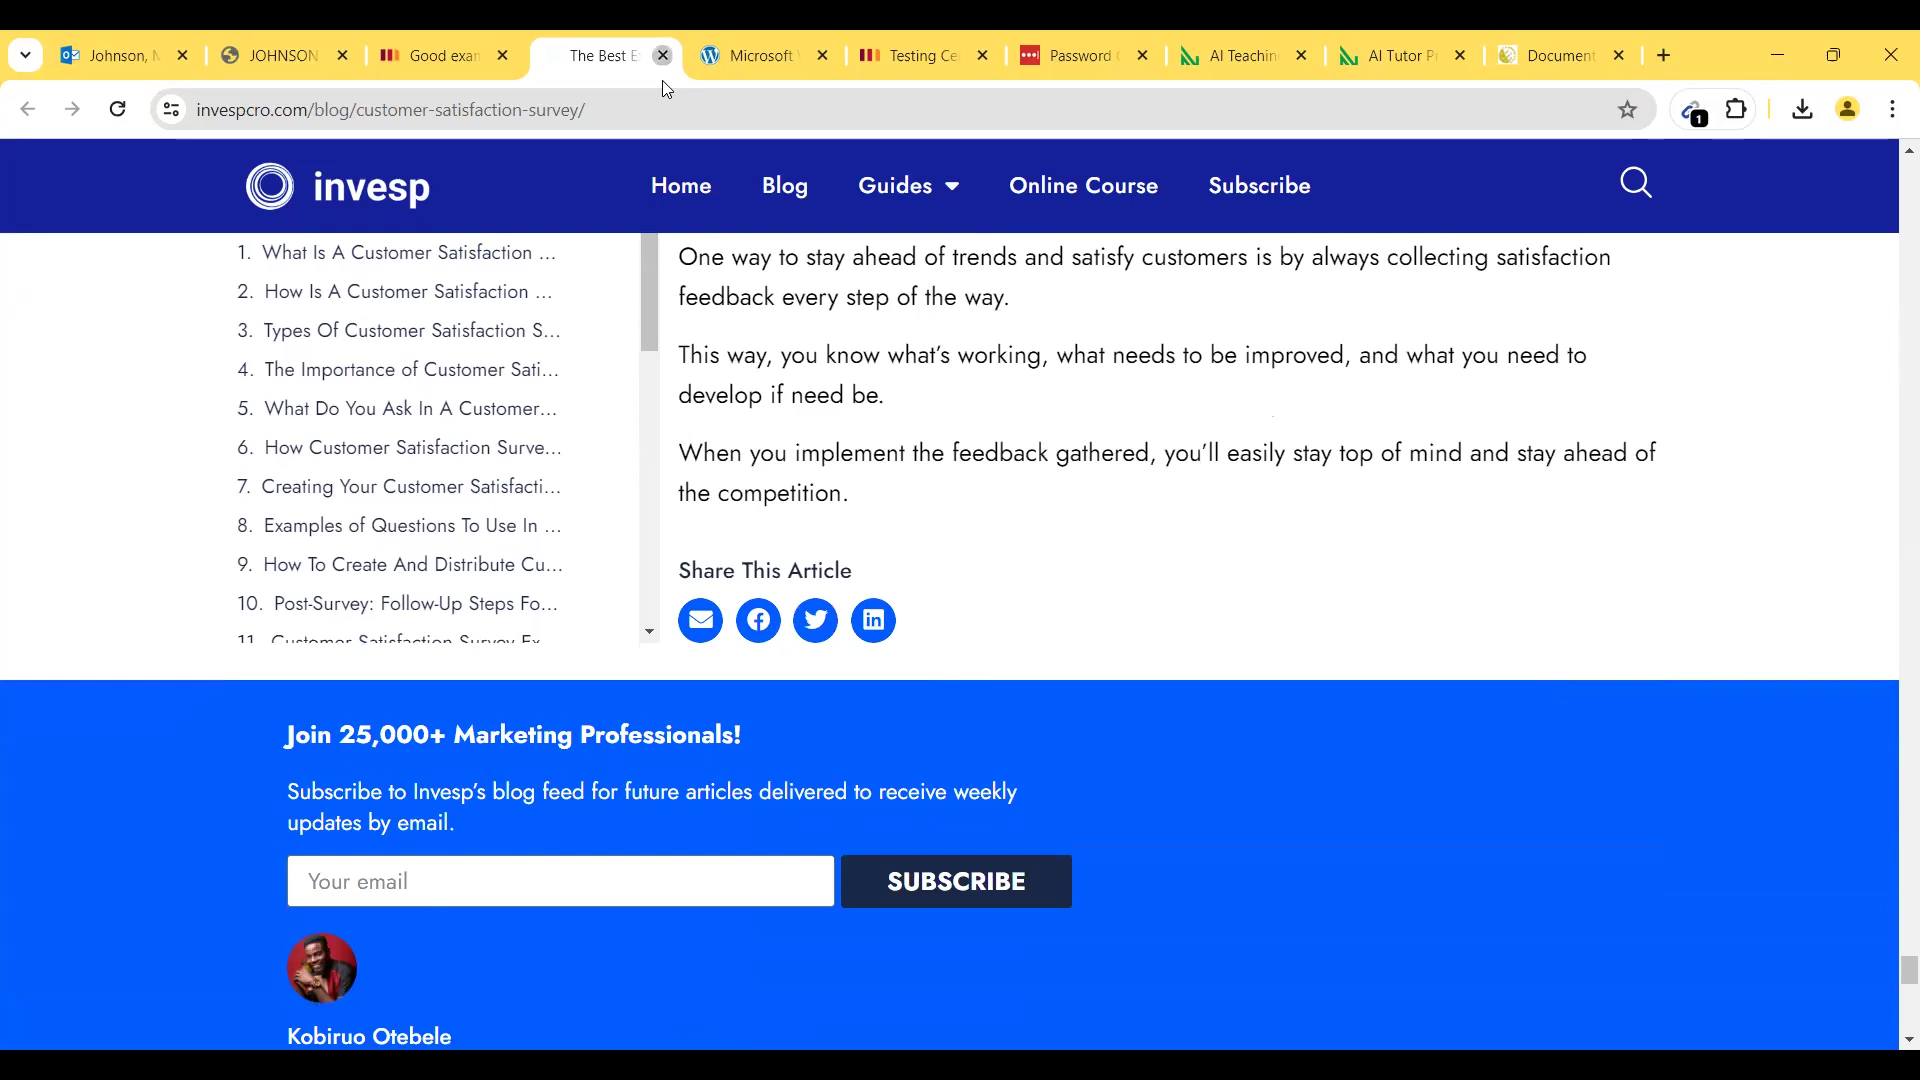 Johnson, M
JOHNSON
Good exam
The Best E
Microsoft
Testing Ce
Password
AI Teachin
AI Tutor P
Document
invespcro.com/blog/customer-satisfaction-survey/
1
invesp
Home
Blog
Guides
Online Course
Subscribe
1. What Is A Customer Satisfaction ...
2. How Is A Customer Satisfaction ...
3. Types Of Customer Satisfaction S...
4. The Importance of Customer Sati...
5. What Do You Ask In A Customer...
6. How Customer Satisfaction Surve...
7. Creating Your Customer Satisfacti...
8. Examples of Questions To Use In ...
9. How To Create And Distribute Cu...
10. Post-Survey: Follow-Up Steps Fo...
11. Customer Satisfaction Survey Ex...
One way to stay ahead of trends and satisfy customers is by always collecting satisfaction
feedback every step of the way.
This way, you know what’s working, what needs to be improved, and what you need to
develop if need be.
When you implement the feedback gathered, you’ll easily stay top of mind and stay ahead of
the competition.
Share This Article
Join 25,000+ Marketing Professionals!
Subscribe to Invesp’s blog feed for future articles delivered to receive weekly
updates by email.
Your email
SUBSCRIBE
Kobiruo Otebele